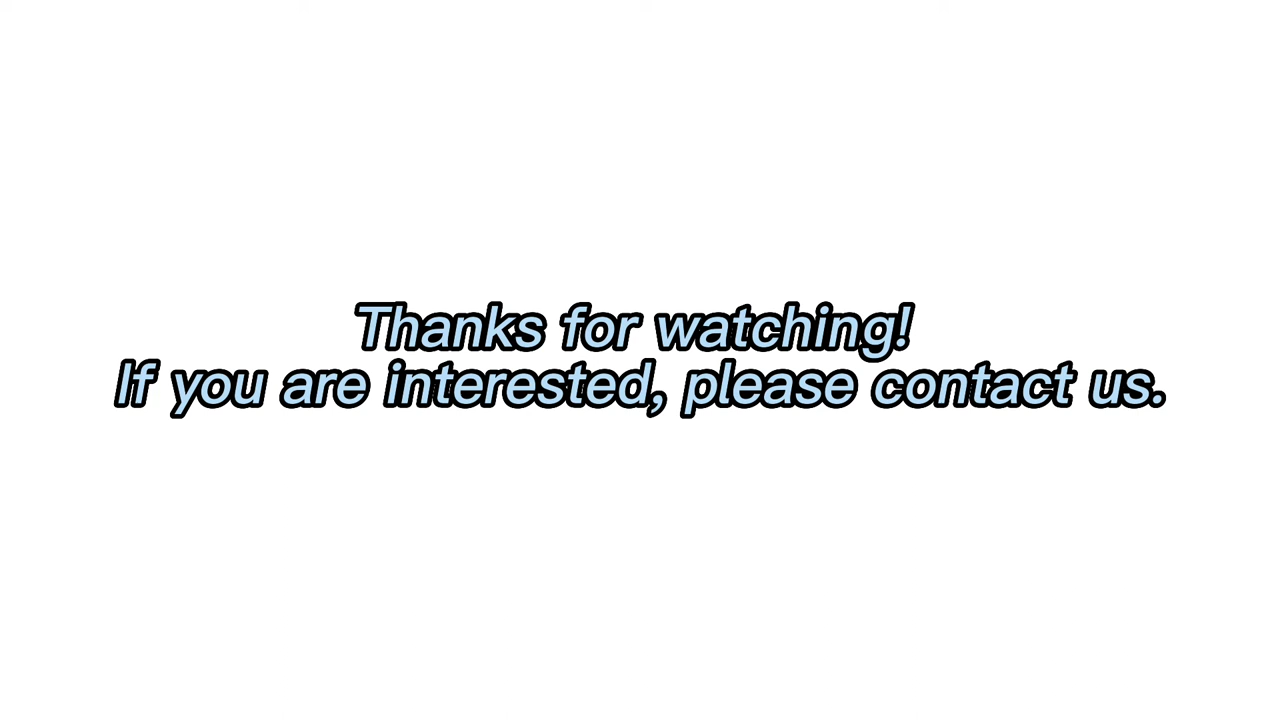 Thanks for watching!
If you are interested, please contact us.